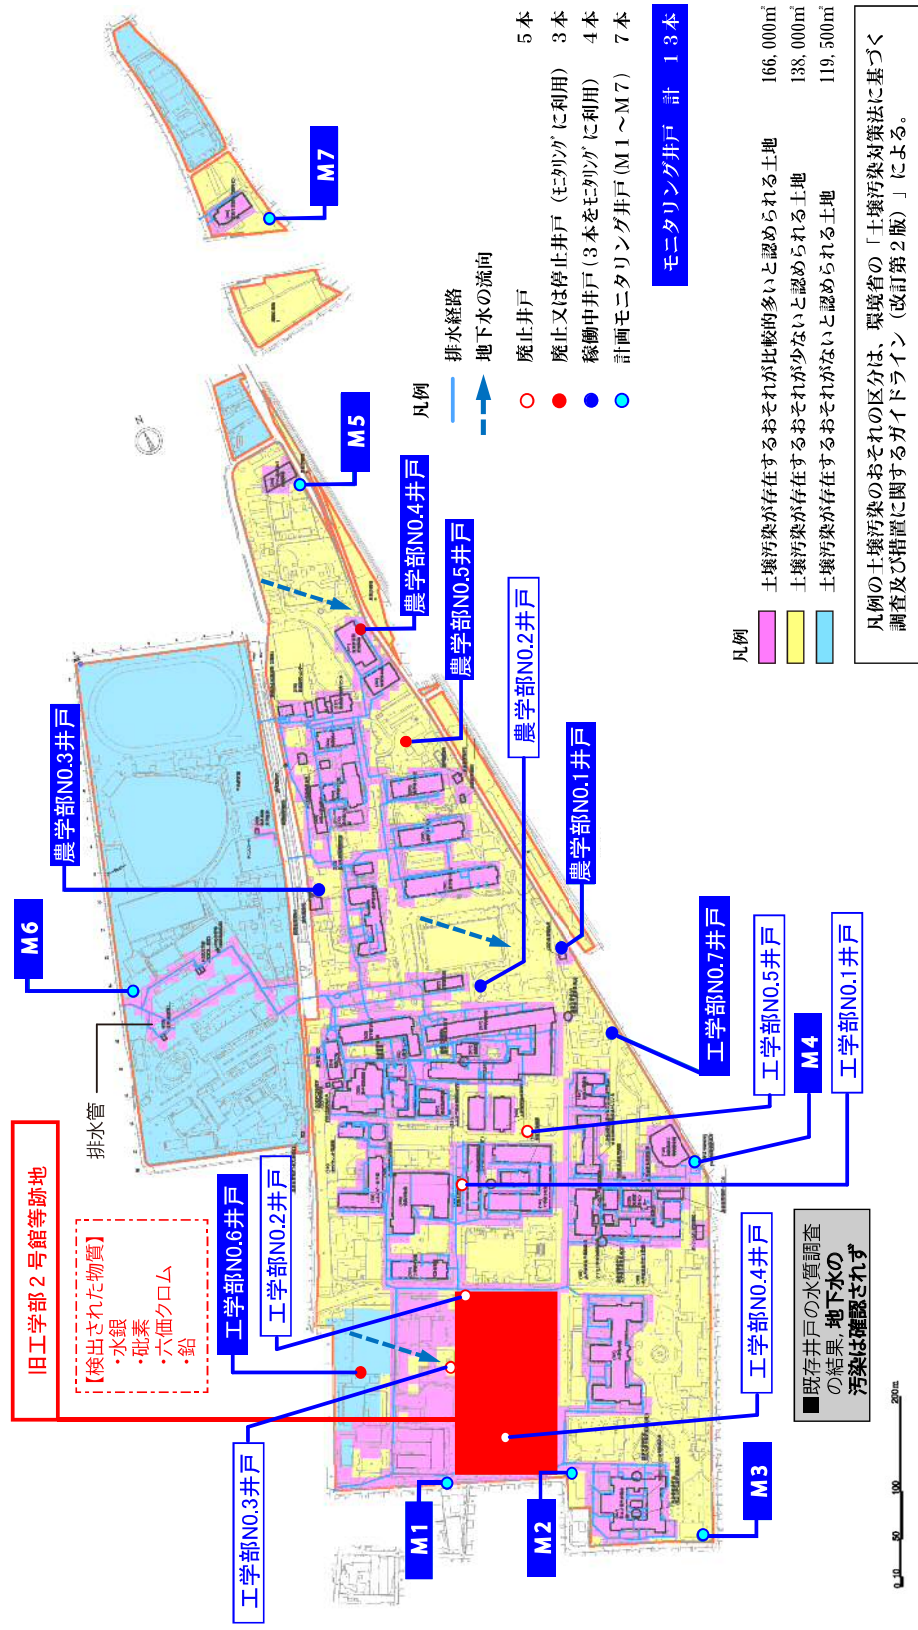 旧工学部２号館等跡地
【検出された物質】
・水銀
・砒素
・六価クロム
・鉛
排水管
M6
農学部NO.3井戸
工学部NO.6井戸
工学部NO.2井戸
工学部NO.3井戸
M1
M2
M3
工学部NO.4井戸
M4
工学部NO.1井戸
工学部NO.5井戸
工学部NO.7井戸
農学部NO.1井戸
農学部NO.2井戸
農学部NO.5井戸
農学部NO.4井戸
M5
M7
■既存井戸の水質調査
の結果,地下水の
汚染は確認されず
0 10 50 100 200m
N
凡例
排水経路
地下水の流向
廃止井戸 ５本
廃止又は停止井戸（モニタリングに利用） ３本
稼働中井戸(３本をモニタリングに利用) ４本
計画モニタリング井戸(Ｍ１～Ｍ７) ７本
モニタリング井戸 計 １３本
凡例
土壌汚染が存在するおそれが比較的多いと認められる土地 166,000㎡
土壌汚染が存在するおそれが少ないと認められる土地 138,000㎡
土壌汚染が存在するおそれがないと認められる土地 119,500㎡
凡例の土壌汚染のおそれの区分は、環境省の「土壌汚染対策法に基づく
調査及び措置に関するガイドライン（改訂第２版）」による。